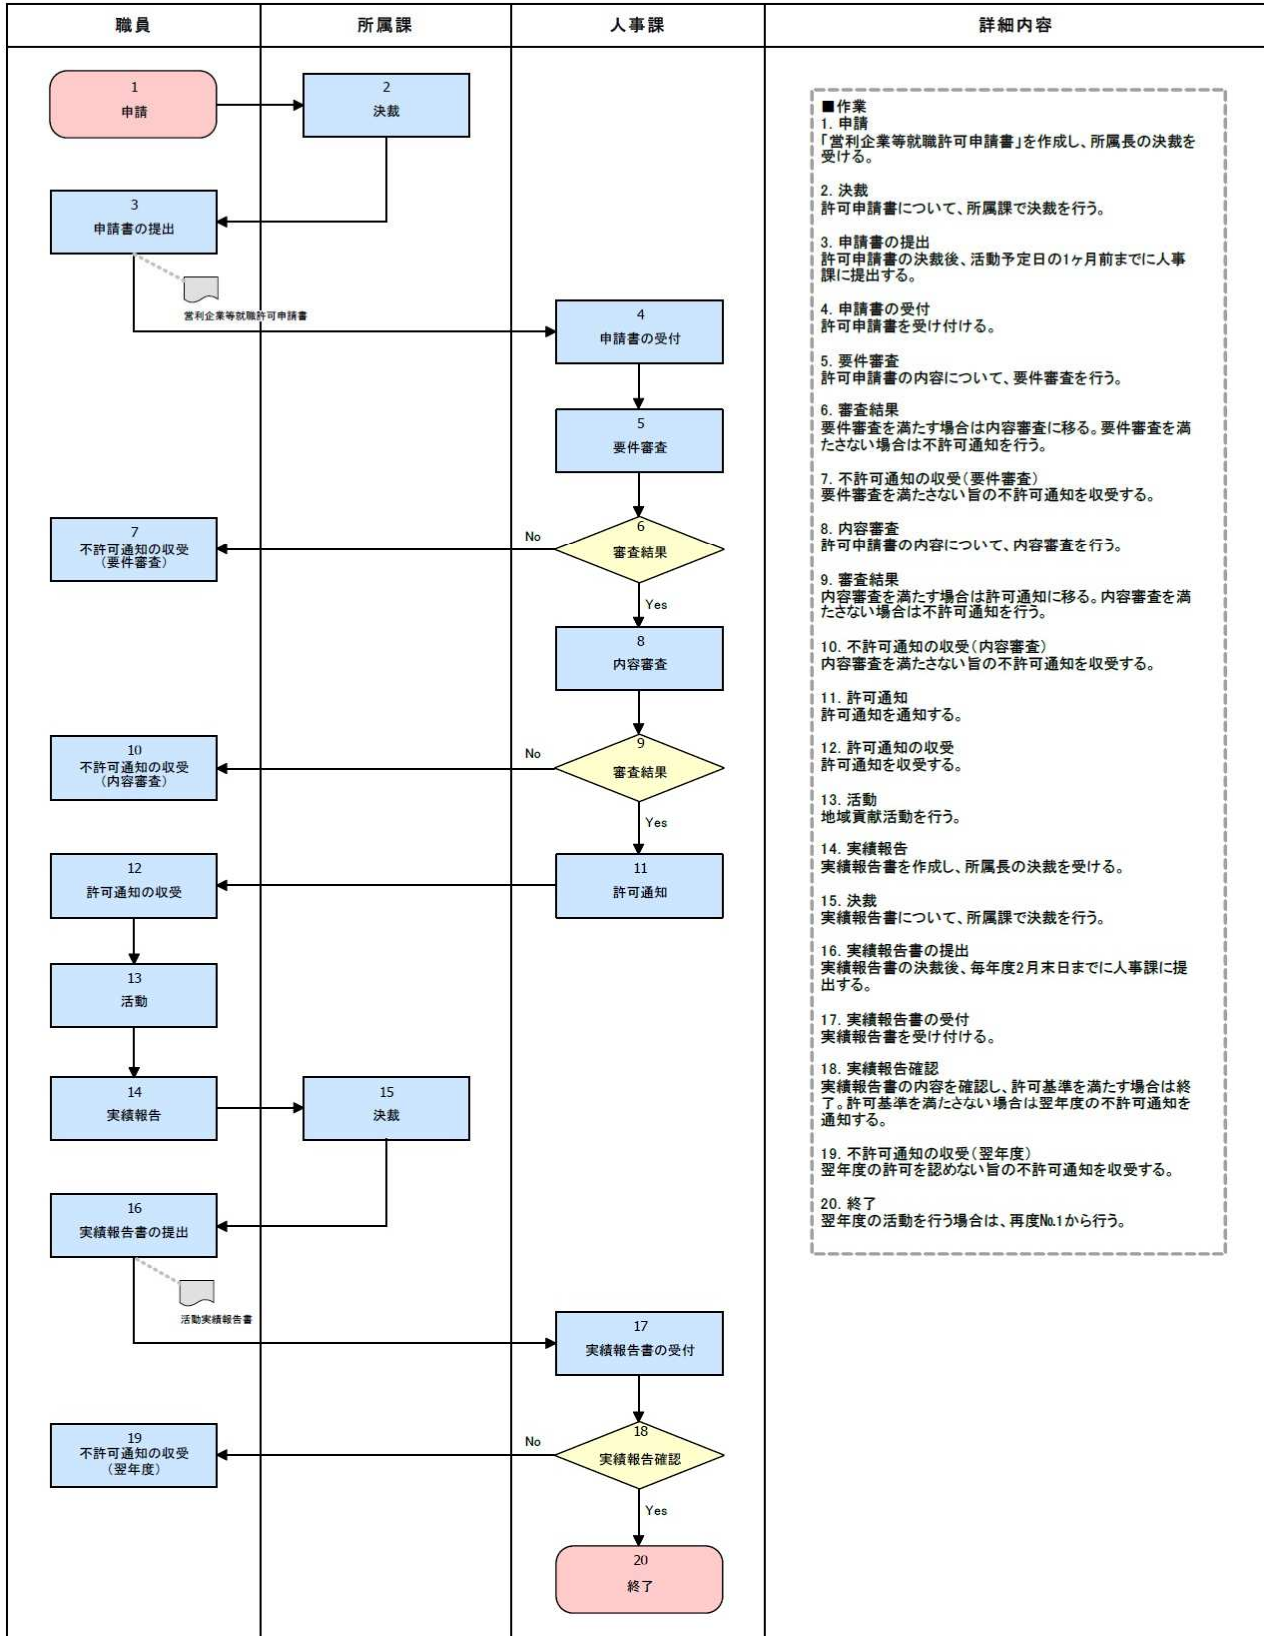 職員
所属課
人事課
詳細内容
1
申請
2
決裁
3
申請書の提出
営利企業等就職許可申請書
4
申請書の受付
5
要件審査
6
審査結果
No
Yes
7
不許可通知の収受
(要件審査)
8
内容審査
9
審査結果
No
Yes
10
不許可通知の収受
(内容審査)
11
許可通知
12
許可通知の収受
13
活動
14
実績報告
15
決裁
16
実績報告書の提出
活動実績報告書
17
実績報告書の受付
18
実績報告確認
No
Yes
19
不許可通知の収受
(翌年度)
20
終了
■作業
1. 申請
「営利企業等就職許可申請書」を作成し、所属長の決裁を
受ける。
2. 決裁
許可申請書について、所属課で決裁を行う。
3. 申請書の提出
許可申請書の決裁後、活動予定日の1ヶ月前までに人事
課に提出する。
4. 申請書の受付
許可申請書を受け付ける。
5. 要件審査
許可申請書の内容について、要件審査を行う。
6. 審査結果
要件審査を満たす場合は内容審査に移る。要件審査を満
たさない場合は不許可通知を行う。
7. 不許可通知の収受(要件審査)
要件審査を満たさない旨の不許可通知を収受する。
8. 内容審査
許可申請書の内容について、内容審査を行う。
9. 審査結果
内容審査を満たす場合は許可通知に移る。内容審査を満
たさない場合は不許可通知を行う。
10. 不許可通知の収受(内容審査)
内容審査を満たさない旨の不許可通知を収受する。
11. 許可通知
許可通知を通知する。
12. 許可通知の収受
許可通知を収受する。
13. 活動
地域貢献活動を行う。
14. 実績報告
実績報告書を作成し、所属長の決裁を受ける。
15. 決裁
実績報告書について、所属課で決裁を行う。
16. 実績報告書の提出
実績報告書の決裁後、毎年度2月末日までに人事課に提
出する。
17. 実績報告書の受付
実績報告書を受け付ける。
18. 実績報告確認
実績報告書の内容を確認し、許可基準を満たす場合は終
了。許可基準を満たさない場合は翌年度の不許可通知を
通知する。
19. 不許可通知の収受(翌年度)
翌年度の許可を認めない旨の不許可通知を収受する。
20. 終了
翌年度の活動を行う場合は、再度№1から行う。